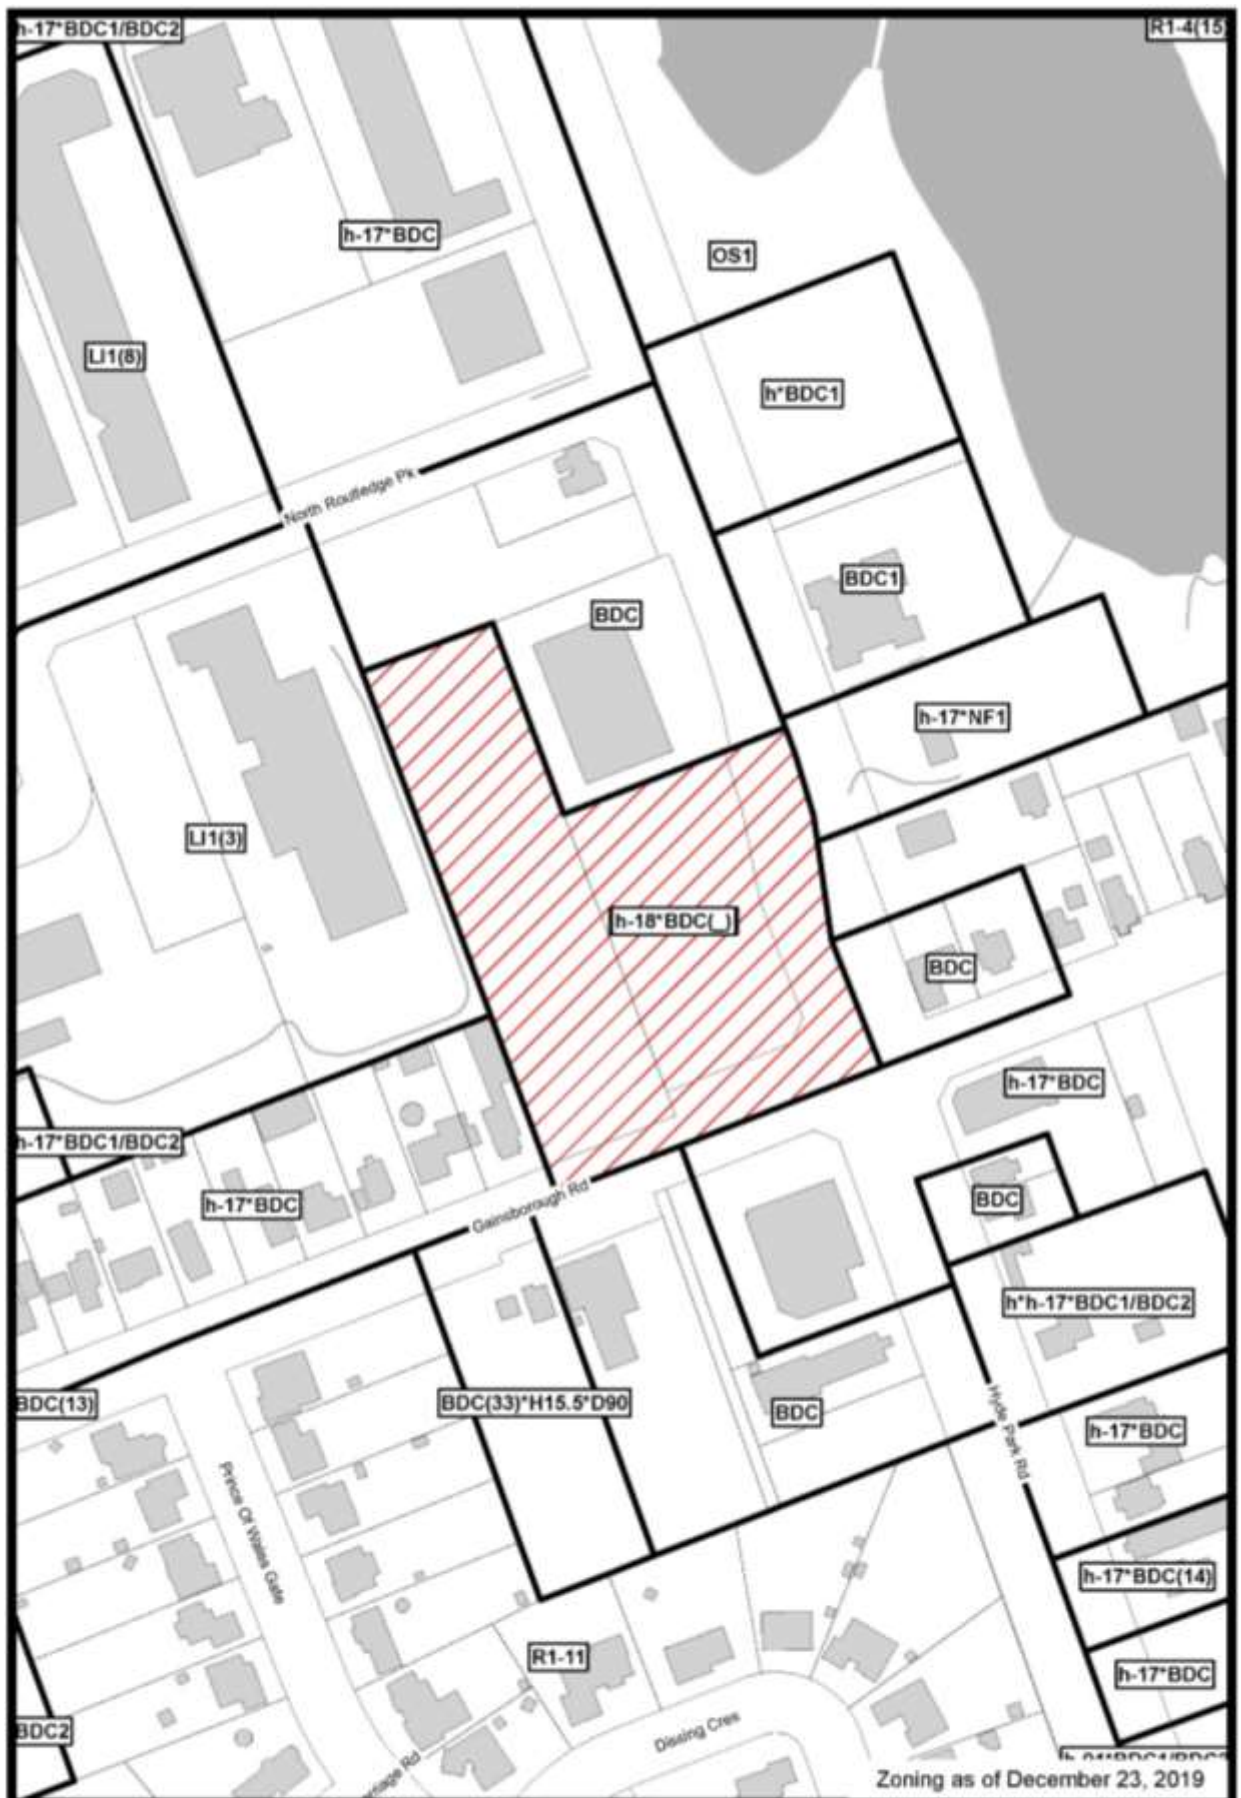 h-17*BDC1/BDC2
R1-4(15)
h-17*BDC
OS1
LI1(8)
h*BDC1
North Routledge Pk
BDC1
BDC
h-17*NF1
LI1(3)
h-18*BDC(_)
BDC
h-17*BDC
h-17*BDC1/BDC2
h-17*BDC
BDC
Gainsborough Rd
h*h-17*BDC1/BDC2
BDC(13)
BDC(33)*H15.5*D90
BDC
Hyde Park Rd
h-17*BDC
Prince Of Wales Gate
h-17*BDC(14)
R1-11
h-17*BDC
BDC2
Dissing Cres
Rd
Zoning as of December 23, 2019